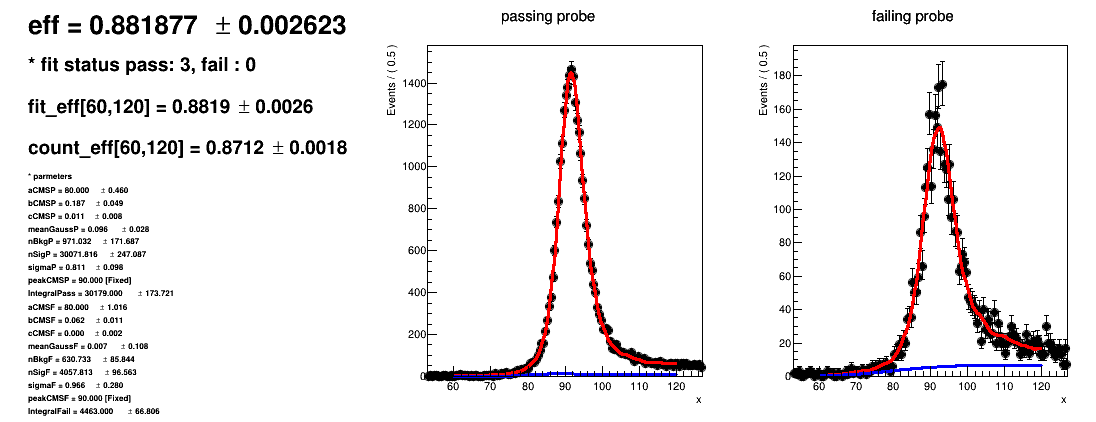 eff = 0.881877 ± 0.002623
* fit status pass: 3, fail : 0
fit_eff[60,120] = 0.8819 ± 0.0026
count_eff[60,120] = 0.8712 ± 0.0018
* parmeters
aCMSP = 80.000 ± 0.460
bCMSP = 0.187 ± 0.049
cCMSP = 0.011 ± 0.008
meanGaussP = 0.096 ± 0.028
nBkgP = 971.032 ± 171.687
nSigP = 30071.816 ± 247.087
sigmaP = 0.811 ± 0.098
peakCMSP = 90.000 [Fixed]
IntegralPass = 30179.000 ± 173.721
aCMSF = 80.000 ± 1.016
bCMSF = 0.062 ± 0.011
cCMSF = 0.000 ± 0.002
meanGaussF = 0.007 ± 0.108
nBkgF = 630.733 ± 85.844
nSigF = 4057.813 ± 96.563
sigmaF = 0.966 ± 0.280
peakCMSF = 90.000 [Fixed]
IntegralFail = 4463.000 ± 66.806
passing probe
Events / ( 0.5 )
1400
1200
1000
800
600
400
200
0
60 70 80 90 100 110 120
x
failing probe
Events / ( 0.5 )
180
160
140
120
100
80
60
40
20
0
60 70 80 90 100 110 120
x